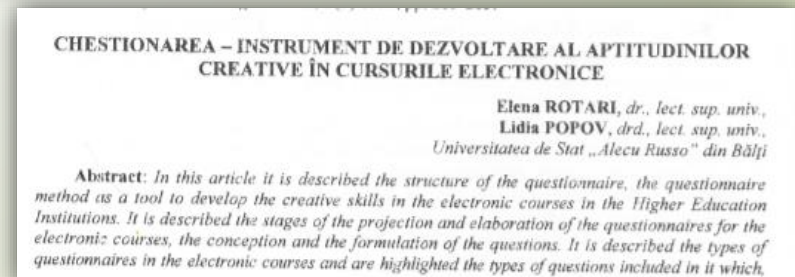 CHESTIONAREA – INSTRUMENT DE DEZVOLTARE AL APTITUDINILOR
CREATIVE ÎN CURSURILE ELECTRONICE
Elena ROTARI, dr., lect. sup. univ.,
Lidia POPOV, drd., lect. sup. univ.,
Universitatea de Stat „Alecu Russo” din Bălți
Abstract: In this article it is described the structure of the questionnaire, the questionnaire
method as a tool to develop the creative skills in the electronic courses in the Higher Education
Institutions. It is described the stages of the projection and elaboration of the questionnaires for the
electronic courses, the conception and the formulation of the questions. It is described the types of
questionnaires in the electronic courses and are highlighted the types of questions included in it which,